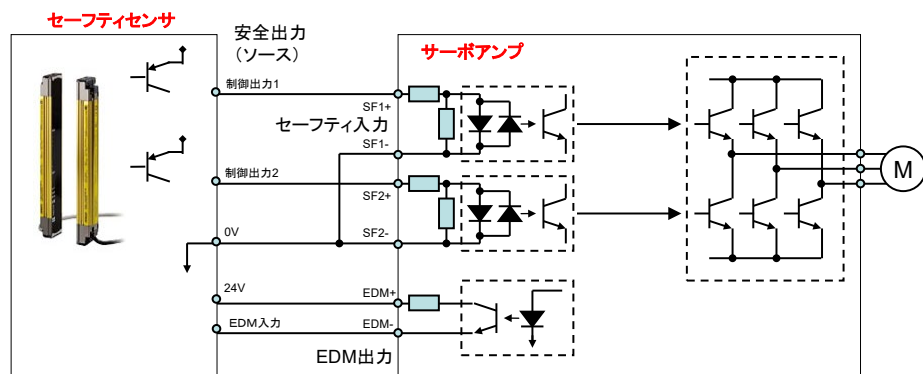 セーフティセンサ
安全出力
(ソース)
サーボアンプ
制御出力1
SF1+
セーフティ入力
SF1-
制御出力2
SF2+
0V
SF2-
24V
EDM+
EDM入力
EDM-
EDM出力
M